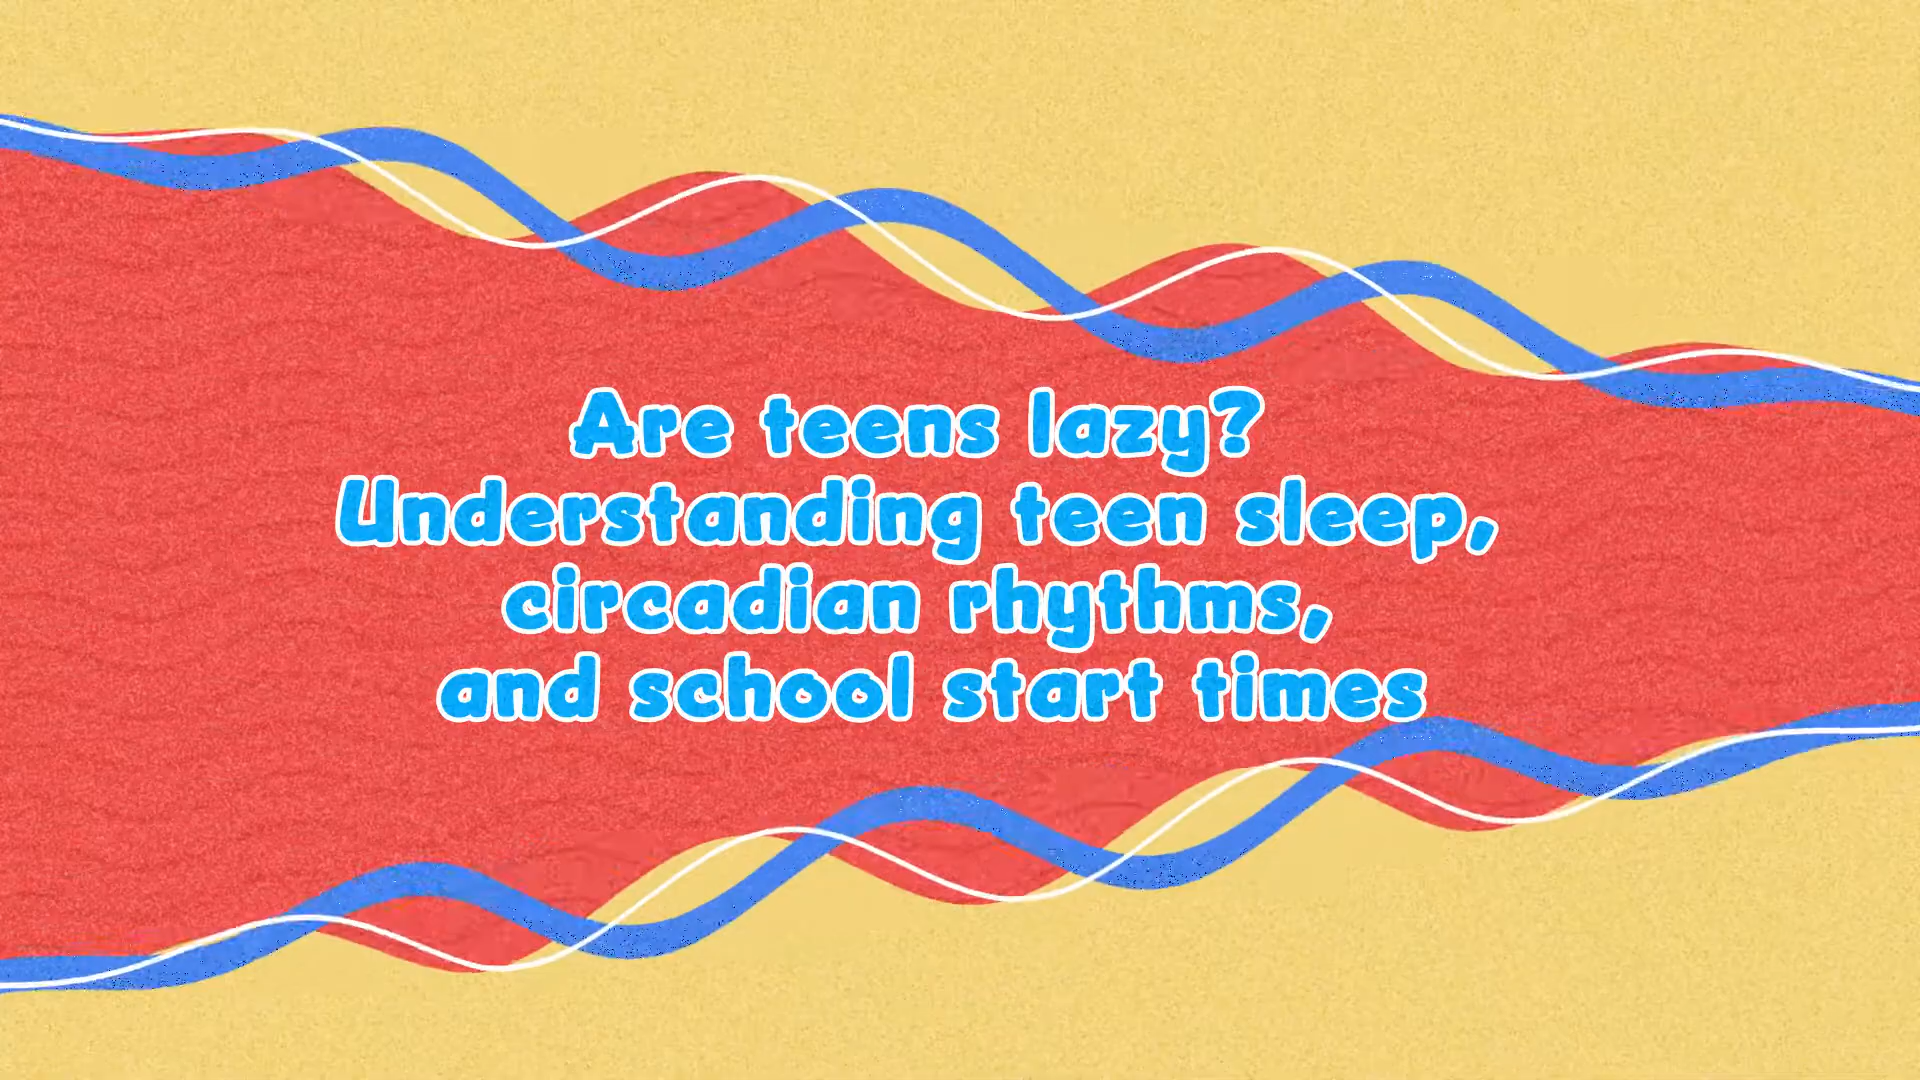 Are teens lazy?
Understanding teen sleep,
circadian rhythms,
and school start times